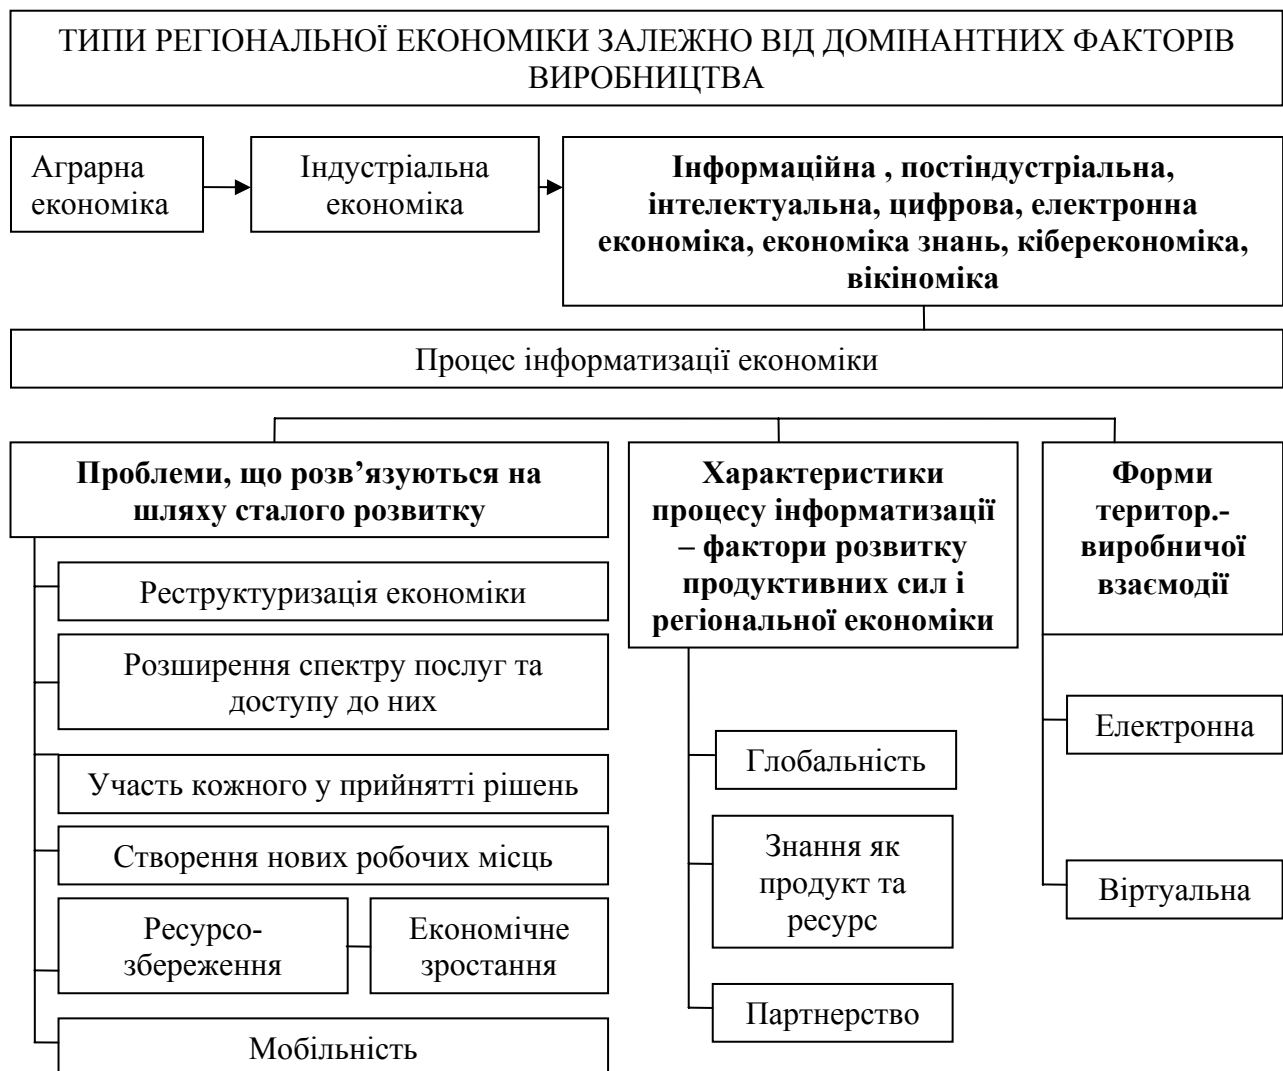 ТИПИ РЕГІОНАЛЬНОЇ ЕКОНОМІКИ ЗАЛЕЖНО ВІД ДОМІНАНТНИХ ФАКТОРІВ
ВИРОБНИЦТВА
Аграрна
економіка
Індустріальна
економіка
Інформаційна , постіндустріальна,
інтелектуальна, цифрова, електронна
економіка, економіка знань, кіберекономіка,
вікіноміка
Процес інформатизації економіки
Проблеми, що розв’язуються на
шляху сталого розвитку
Реструктуризація економіки
Розширення спектру послуг та
доступу до них
Участь кожного у прийнятті рішень
Створення нових робочих місць
Ресурсо-
збереження
Економічне
зростання
Мобільність
Характеристики
процесу інформатизації
– фактори розвитку
продуктивних сил і
регіональної економіки
Глобальність
Знання як
продукт та
ресурс
Партнерство
Форми
територ.-
виробничої
взаємодії
Електронна
Віртуальна